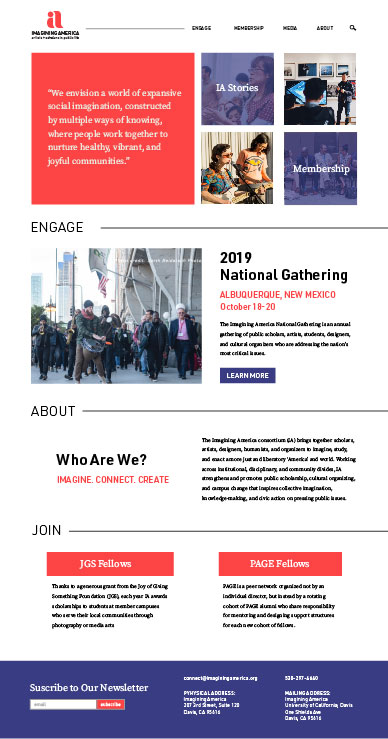 ia
IMAGINING AMERICA
ENGAGE MEMBERSHIP MEDIA ABOUT
"We envision a world of expansive
social imagination, constructed
by multiple ways of knowing,
where people work together to
nurture healthy, vibrant, and
joyful communities."
IA Stories
Membership
ENGAGE
2019
National Gathering
ALBUQUERQUE, NEW MEXICO
October 18-20
The Imagining America National Gathering is an annual
gathering of public scholars, artists, students, designers,
and cultural organizers who are addressing the nation's
most critical issues.
LEARN MORE
ABOUT
Who Are We?
IMAGINE. CONNECT. CREATE
The Imagining America consortium (IA) brings together scholars,
artists, designers, humanists, and organizers to imagine, study,
and enact a more just and liberatory 'America' and world. Working
across institutional, disciplinary, and community divides, IA
strengthens and promotes public scholarship, cultural organizing,
and campus change that inspires collective imagination,
knowledge-making, and civic action on pressing public issues.
JOIN
JGS Fellows
Thanks to a generous grant from the Joy of Giving
Something Foundation (JGS), each year IA awards
scholarships to students at member campuses
who serve their local communities through
photography or media arts
PAGE Fellows
PAGE is a peer network organized not by an
individual director, but instead by a rotating
cohort of PAGE alumni who share responsibility
for mentoring and designing support structures
for each new cohort of fellows.
Suscribe to Our Newsletter
email subscribe
connect@imaginingamerica.org
PYHYSICAL ADDRESS:
Imagining America
207 3rd Street, Suite 120
Davis, CA 95616
530-297-4640
MAILING ADDRESS:
Imagining America
University of California, Davis
One Shields Ave
Davis, CA 95616